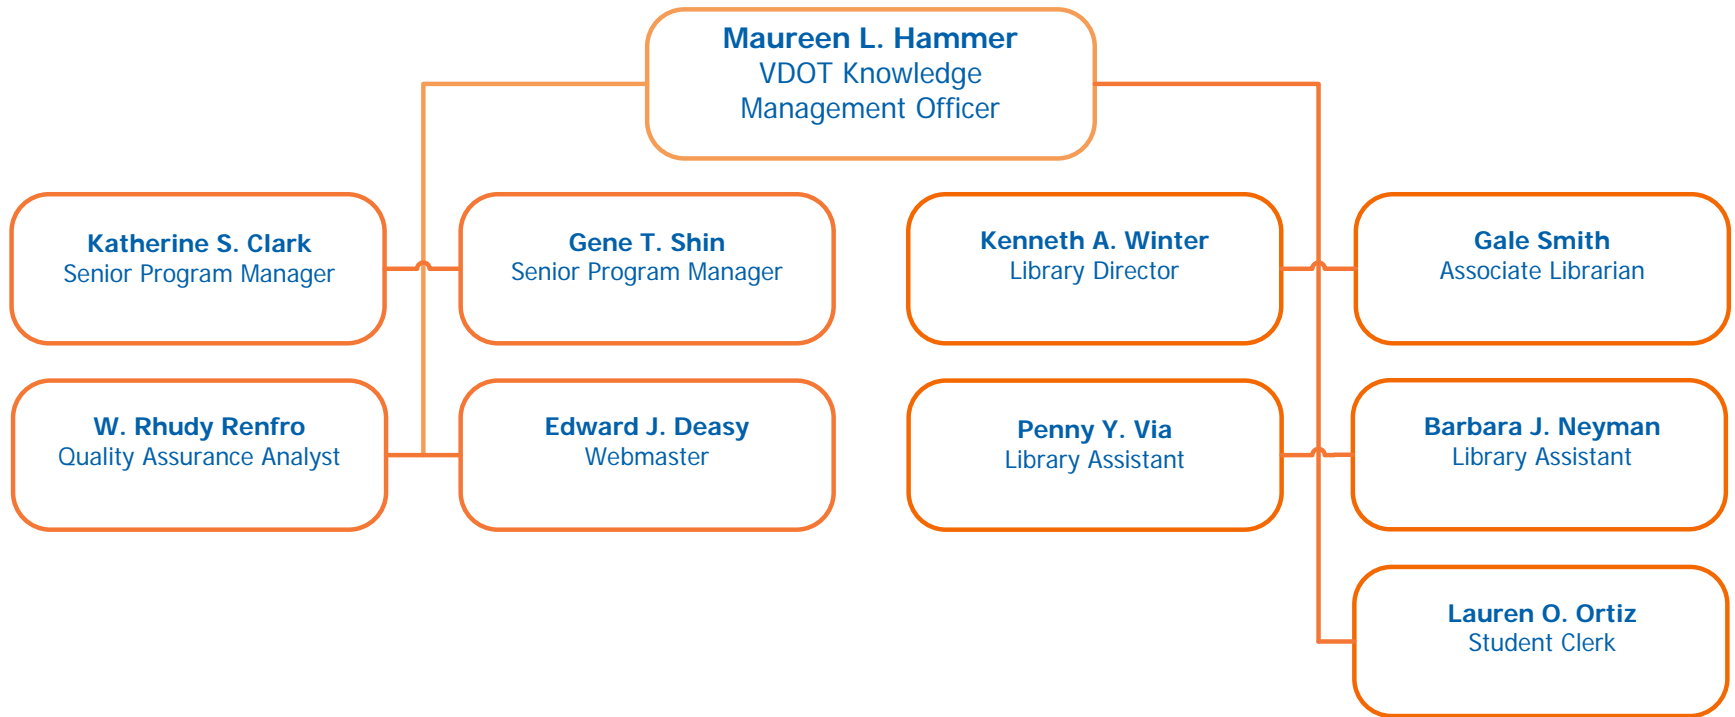 Maureen L. Hammer
VDOT Knowledge
Management Officer
Katherine S. Clark
Senior Program Manager
Gene T. Shin
Senior Program Manager
Kenneth A. Winter
Library Director
Gale Smith
Associate Librarian
W. Rhudy Renfro
Quality Assurance Analyst
Edward J. Deasy
Webmaster
Penny Y. Via
Library Assistant
Barbara J. Neyman
Library Assistant
Lauren O. Ortiz
Student Clerk